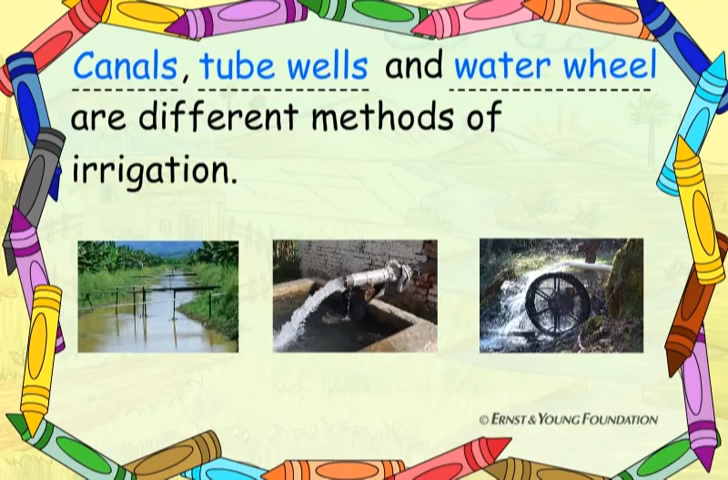 Canals, tube wells and water wheel
are different methods of
irrigation.
© ERNST & YOUNG FOUNDATION